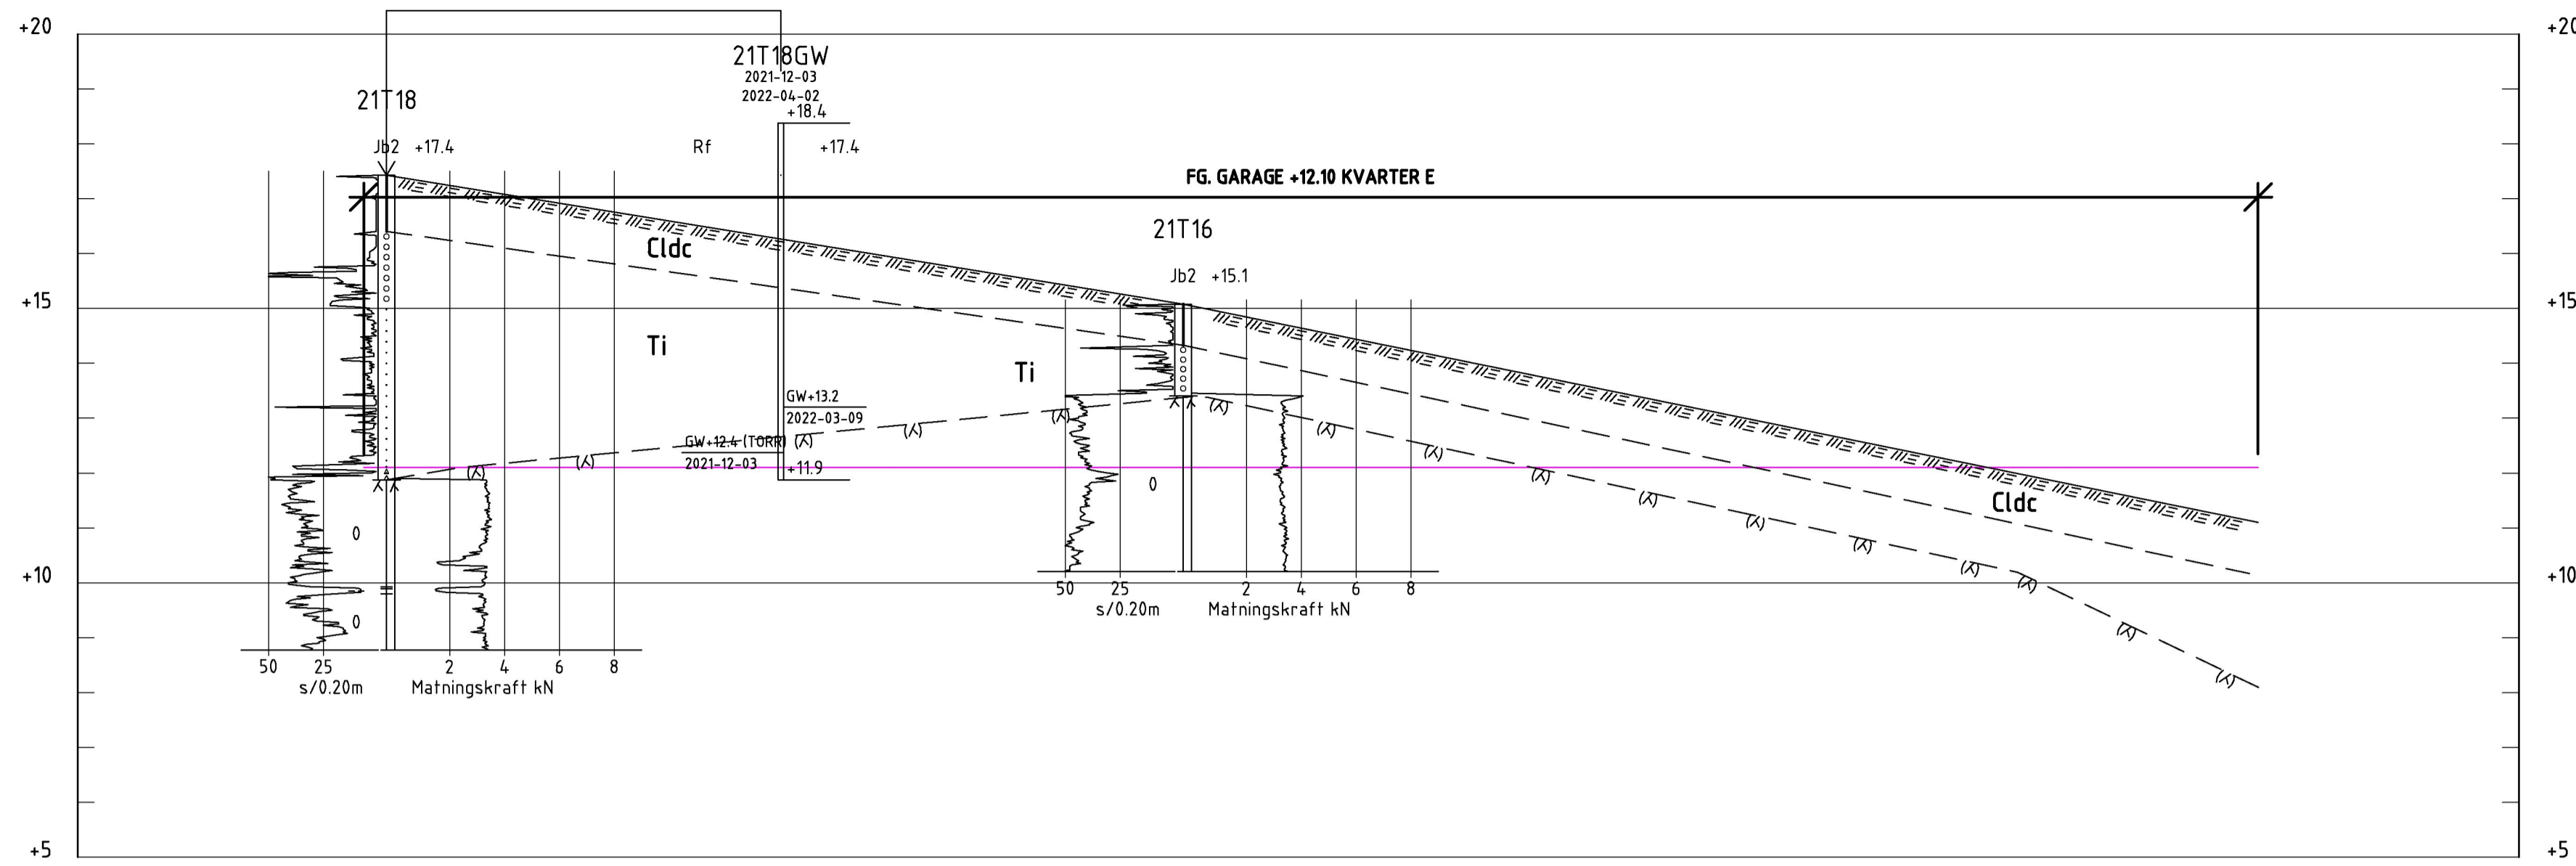 +20
+20
21T18GW
2021-12-03
2022-04-02
+18.4
21T18
Jb2 +17.4
Rf
+17.4
FG. GARAGE +12.10 KVARTER E
21T16
Cldc
Jb2 +15.1
+15
+15
Ti
Ti
GW+13.2
2022-03-09
GW+12.4 (TORR)
2021-12-03
+11.9
0
0
Cldc
+10
+10
50 25 2 4 6 8
s/0.20m Matningskraft kN
0
50 25 2 4 6 8
s/0.20m Matningskraft kN
+5
+5